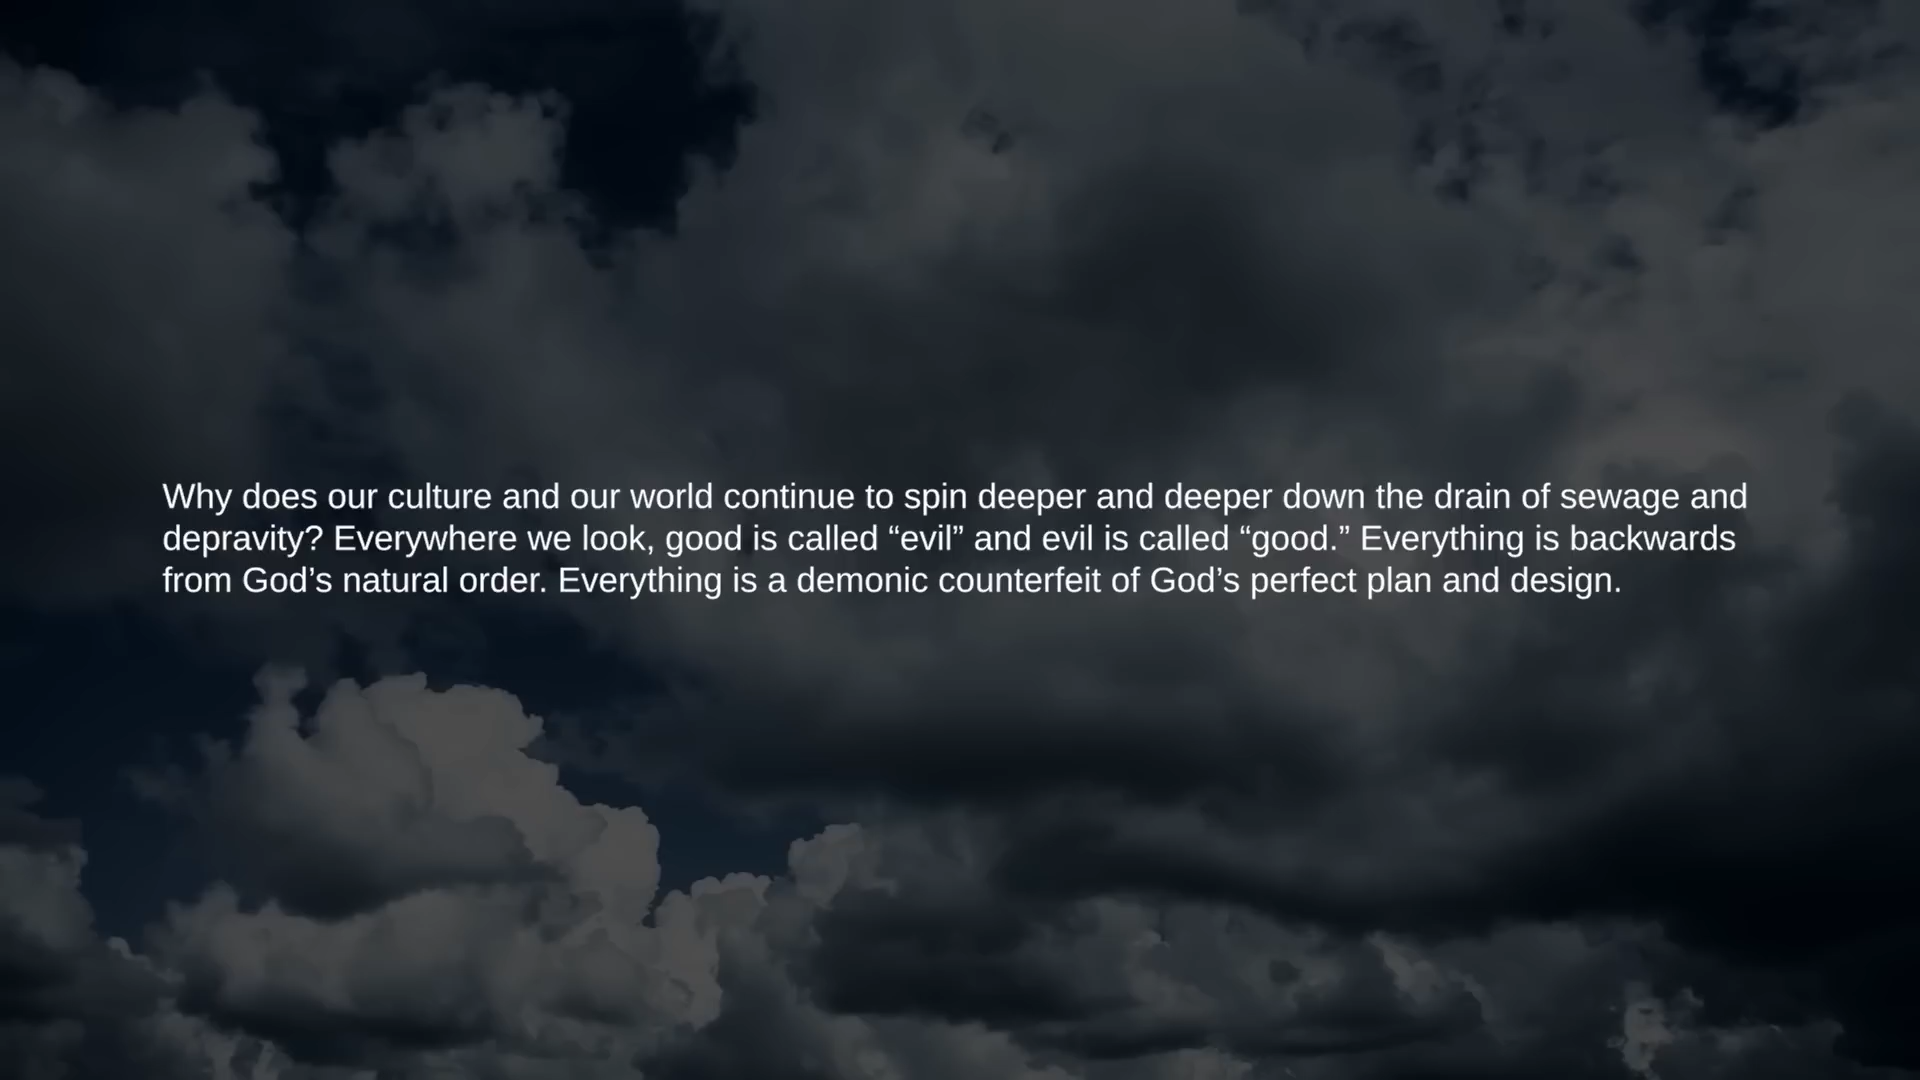 Why does our culture and our world continue to spin deeper and deeper down the drain of sewage and
depravity? Everywhere we look, good is called “evil” and evil is called “good.” Everything is backwards
from God’s natural order. Everything is a demonic counterfeit of God’s perfect plan and design.